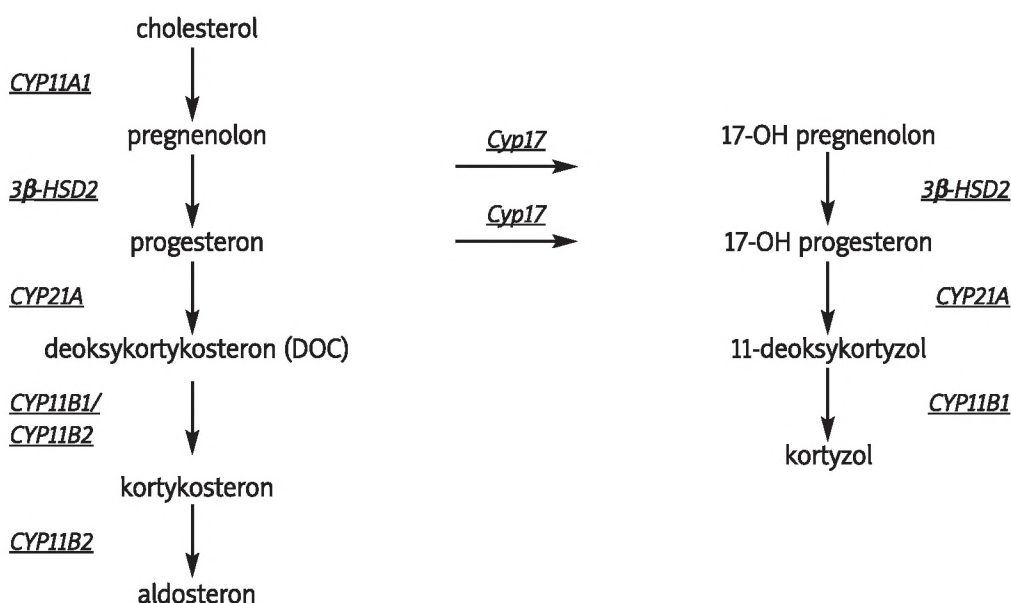 cholesterol
CYP11A1
pregnenolon
Cyp17
17-OH pregnenolon
3β-HSD2
3β-HSD2
Cyp17
progesteron
17-OH progesteron
CYP21A
CYP21A
deoksykortykosteron (DOC)
11-deoksykortyzol
CYP11B1/
CYP11B2
CYP11B1
kortyzol
kortykosteron
CYP11B2
aldosteron